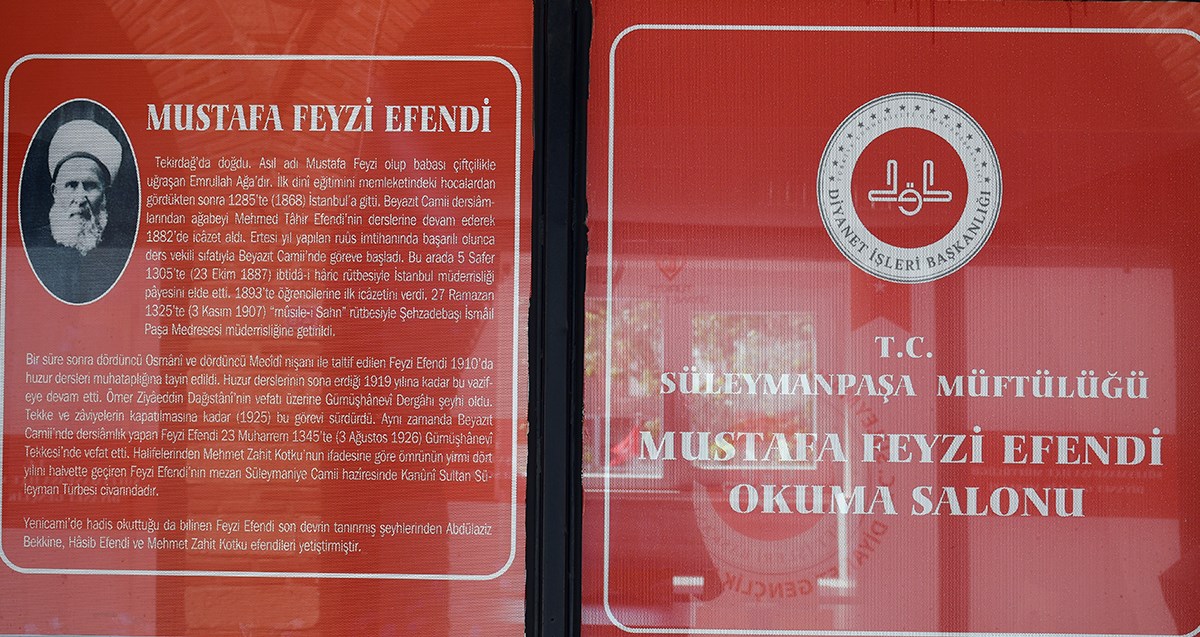 MUSTAFA FEYZİ EFENDİ
Tekirdağ'da doğdu. Asıl adı Mustafa Feyzi olup babası çiftçilikle
uğraşan Emrullah Ağa'dır. İlk dinî eğitimini memleketindeki hocalardan
gördükten sonra 1285'te (1868) İstanbul'a gitti. Beyazıt Camii dersiâm-
larından ağabeyi Mehmed Tâhir Efendi'nin derslerine devam ederek
1882'de icâzet aldı. Ertesi yıl yapılan ruûs imtihanında başarılı olunca
ders vekili sıfatıyla Beyazıt Camii'nde göreve başladı. Bu arada 5 Safer
1305'te (23 Ekim 1887) ibtidâ-i hâric rütbesiyle İstanbul müderrisliği
pâyesini elde etti. 1893'te öğrencilerine ilk icâzetini verdi. 27 Ramazan
1325'te (3 Kasım 1907) "mûsıle-i Sahn" rütbesiyle Şehzadebaşı İsmâil
Paşa Medresesi müderrisliğine getirildi.
Bir süre sonra dördüncü Osmânî ve dördüncü Mecîdî nişanı ile taltif edilen Feyzi Efendi 1910'da
huzur dersleri muhataplığına tayin edildi. Huzur derslerinin sona erdiği 1919 yılına kadar bu vazif-
eye devam etti. Ömer Ziyâeddin Dağıstânî'nin vefatı üzerine Gümüşhânevî Dergâhı şeyhi oldu.
Tekke ve zâviyelerin kapatılmasına kadar (1925) bu görevi sürdürdü. Aynı zamanda Beyazıt
Camii'nde dersiâmlık yapan Feyzi Efendi 23 Muharrem 1345'te (3 Ağustos 1926) Gümüşhânevî
Tekkesi'nde vefat etti. Halifelerinden Mehmet Zahit Kotku'nun ifadesine göre ömrünün yirmi dört
yılını halvette geçiren Feyzi Efendi'nin mezarı Süleymaniye Camii hazîresinde Kanûnî Sultan Sü-
leyman Türbesi civarındadır.
Yenicami'de hadis okuttuğu da bilinen Feyzi Efendi son devrin tanınmış şeyhlerinden Abdülaziz
Bekkine, Hâsib Efendi ve Mehmet Zahit Kotku efendileri yetiştirmiştir.
DİYANET İŞLERİ BAŞKANLIĞI
T.C.
SÜLEYMANPAŞA MÜFTÜLÜĞÜ
MUSTAFA FEYZİ EFENDİ
OKUMA SALONU